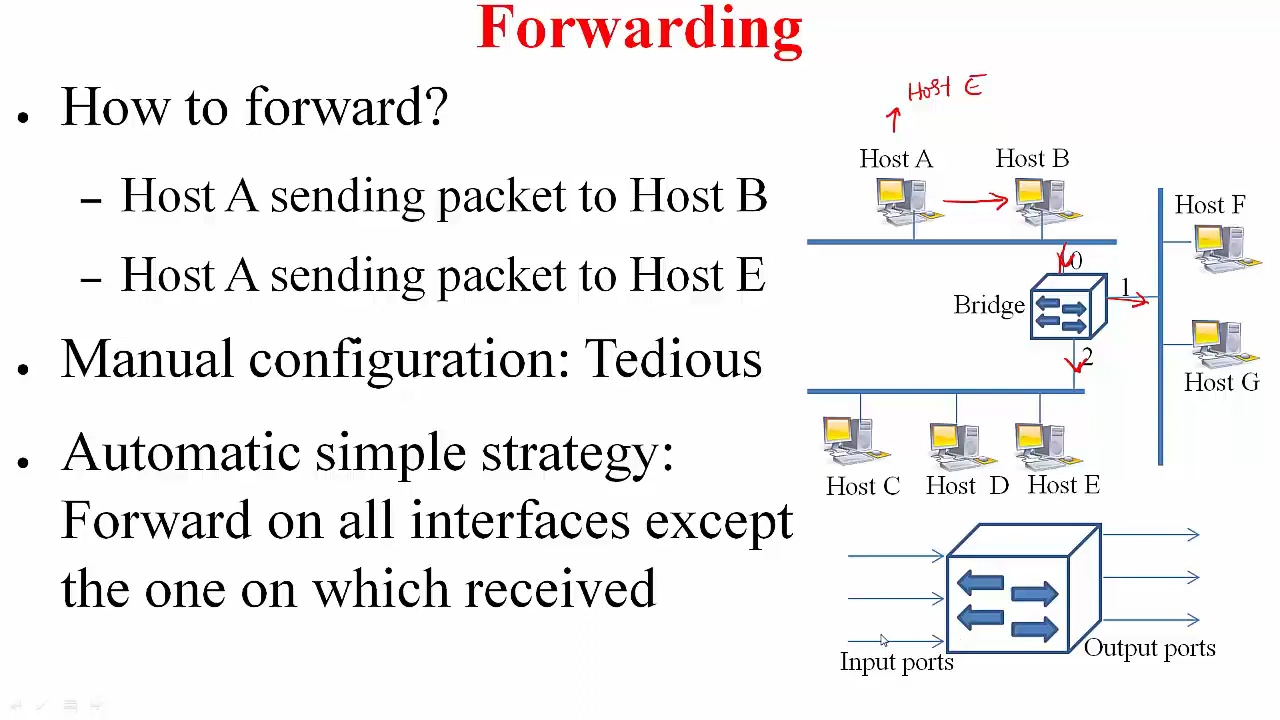 Forwarding
• How to forward?
– Host A sending packet to Host B
– Host A sending packet to Host E
• Manual configuration: Tedious
• Automatic simple strategy:
Forward on all interfaces except
the one on which received
Host E
Host A
Host B
Host F
0
1
Bridge
2
Host G
Host C
Host D
Host E
Input ports
Output ports